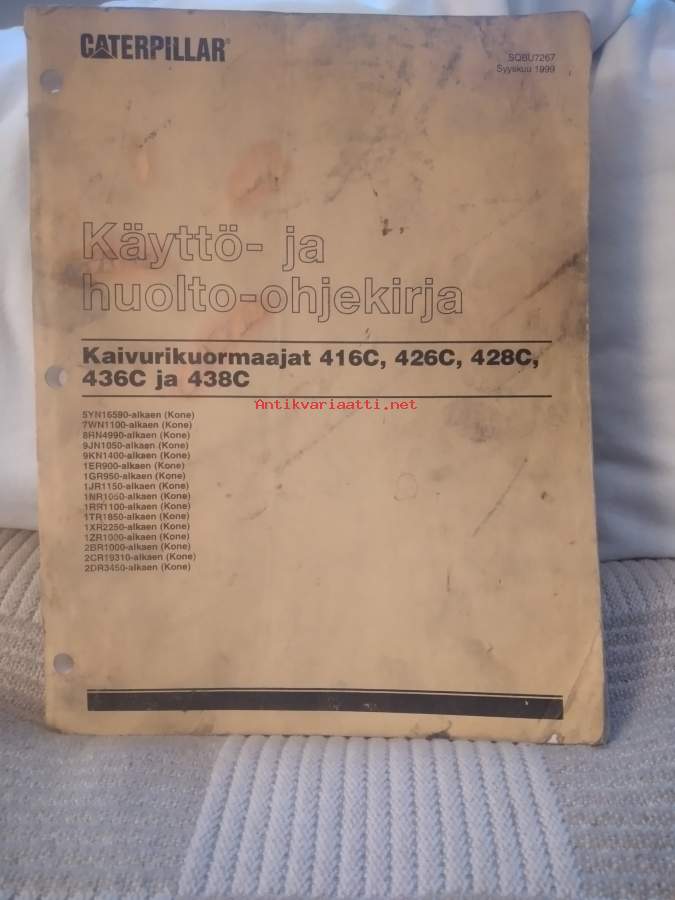 CATERPILLAR®
SQBU7267
Syyskuu 1999
Käyttö- ja
huolto-ohjekirja
Kaivurikuormaajat 416C, 426C, 428C,
436C ja 438C
Antikvariaatti.net
5YN16590-alkaen (Kone)
7WN1100-alkaen (Kone)
8RN4990-alkaen (Kone)
9JN1050-alkaen (Kone)
9KN1400-alkaen (Kone)
1ER900-alkaen (Kone)
1GR950-alkaen (Kone)
1JR1150-alkaen (Kone)
1NR1050-alkaen (Kone)
1RR1100-alkaen (Kone)
1TR1850-alkaen (Kone)
1XR2250-alkaen (Kone)
1ZR1000-alkaen (Kone)
2BR1000-alkaen (Kone)
2CR19310-alkaen (Kone)
2DR3450-alkaen (Kone)